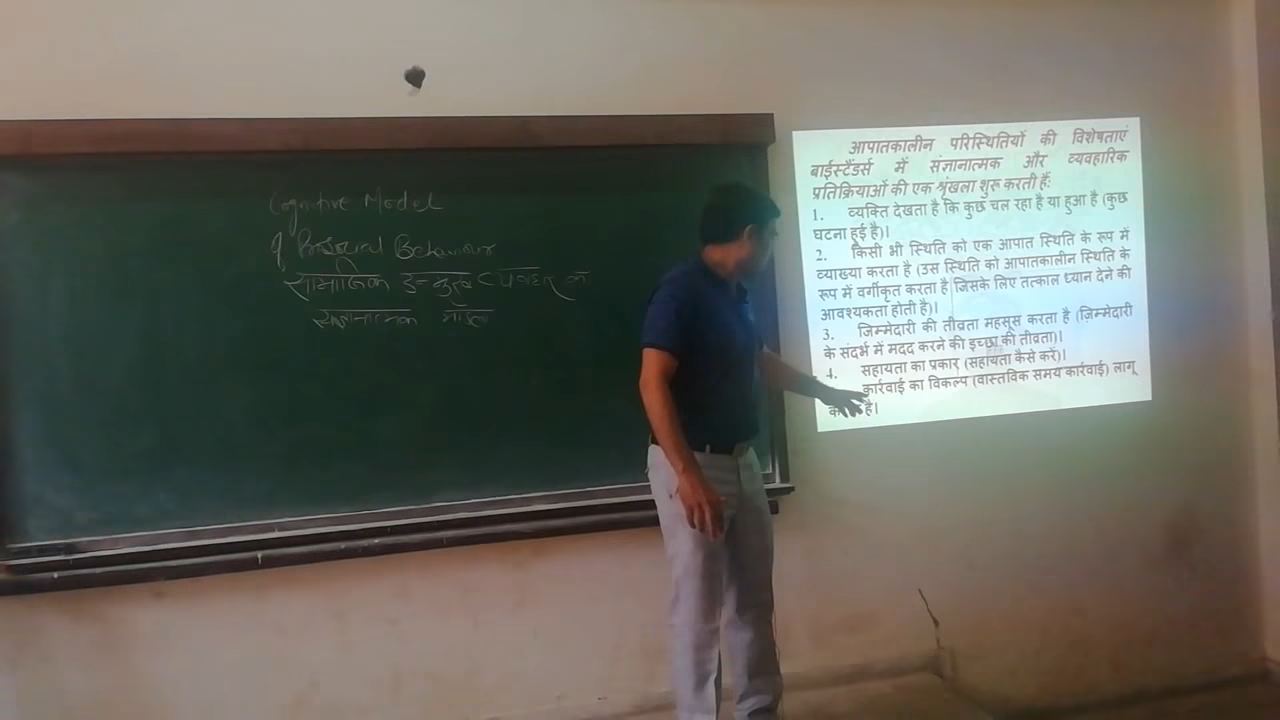 Cognitive Model
of Behaviour
सामाजिक उन्मुख व्यवहार का
संज्ञानात्मक मॉडल
आपातकालीन परिस्थितियों की विशेषताएं
बाईस्टैंडर्स में संज्ञानात्मक और व्यवहारिक
प्रतिक्रियाओं की एक श्रृंखला शुरू करती हैं:
1. व्यक्ति देखता है कि कुछ चल रहा है या हुआ है (कुछ
घटना हुई है)।
2. किसी भी स्थिति को एक आपात स्थिति के रूप में
व्याख्या करता है (उस स्थिति को आपातकालीन स्थिति के
रूप में वर्गीकृत करता है जिसके लिए तत्काल ध्यान देने की
आवश्यकता होती है)।
3. जिम्मेदारी की तीव्रता महसूस करता है (ज़िम्मेदारी
के संदर्भ में मदद करने की इच्छा की तीव्रता)।
4. सहायता का प्रकार (सहायता कैसे करें)।
कार्रवाई का विकल्प (वास्तविक समय कार्रवाई) लागू
है।